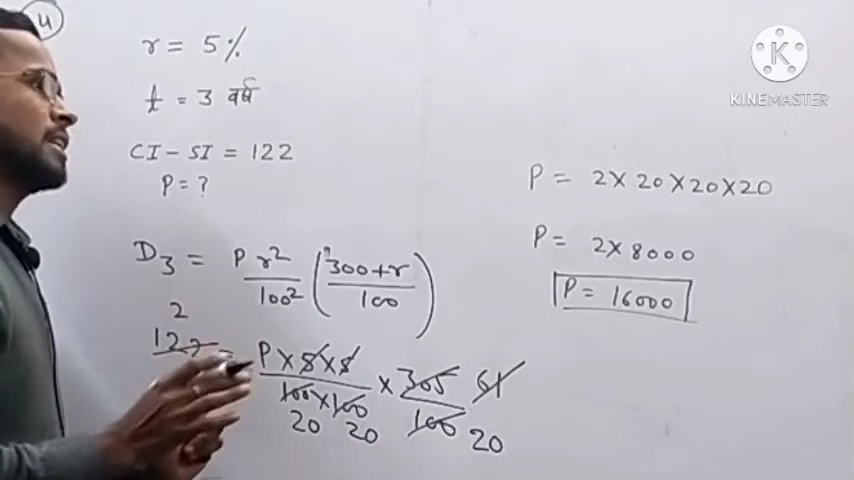 4
r = 5%
t = 3 वर्ष
CI - SI = 122
P = ?
D₃ = Pr²/100² (300+r/100)
2
122 = P×5×5/100×100 × 305/100 61
20 20 20
P = 2×20×20×20
P = 2×8000
P = 16000
K
KINEMASTER